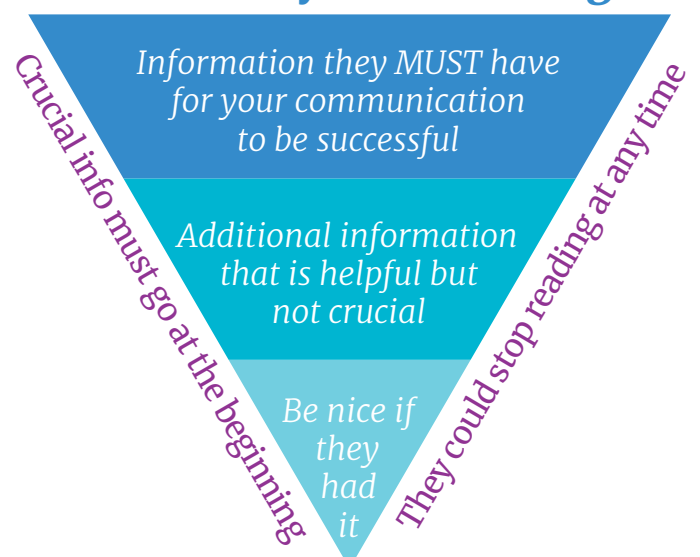 Information they MUST have
for your communication
to be successful
Additional information
that is helpful but
not crucial
Be nice if
they
had
it
Crucial info must go at the beginning
They could stop reading at any time